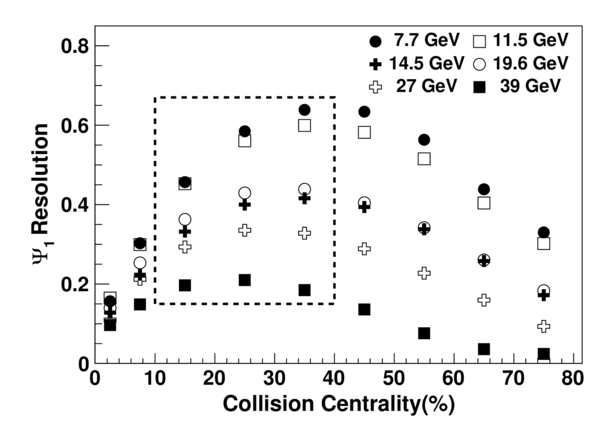 0.8
0.6
0.4
0.2
0
Ψ1 Resolution
7.7 GeV 11.5 GeV
14.5 GeV 19.6 GeV
27 GeV 39 GeV
0 10 20 30 40 50 60 70 80
Collision Centrality(%)